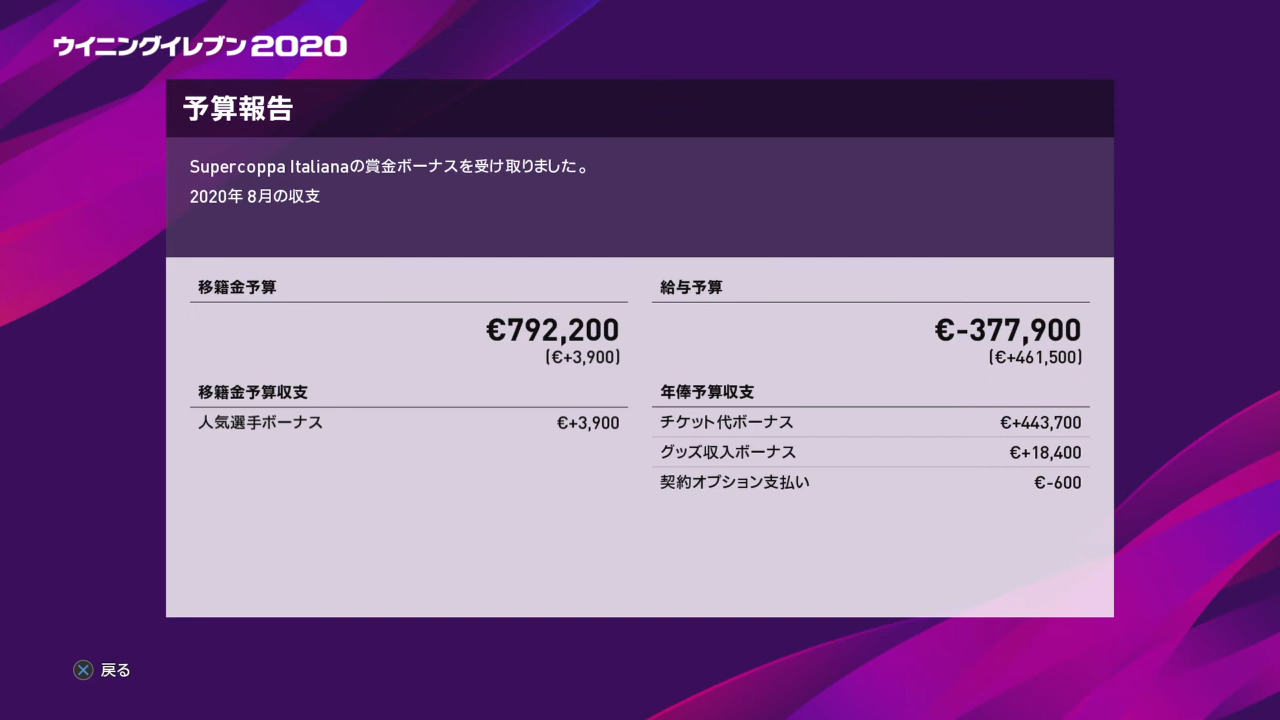 ウイニングイレブン2020
予算報告
Supercoppa Italianaの賞金ボーナスを受け取りました。
2020年 8月の収支
移籍金予算
€792,200
(€+3,900)
移籍金予算収支
人気選手ボーナス €+3,900
給与予算
€-377,900
(€+461,500)
年俸予算収支
チケット代ボーナス €+443,700
グッズ収入ボーナス €+18,400
契約オプション支払い €-600
戻る